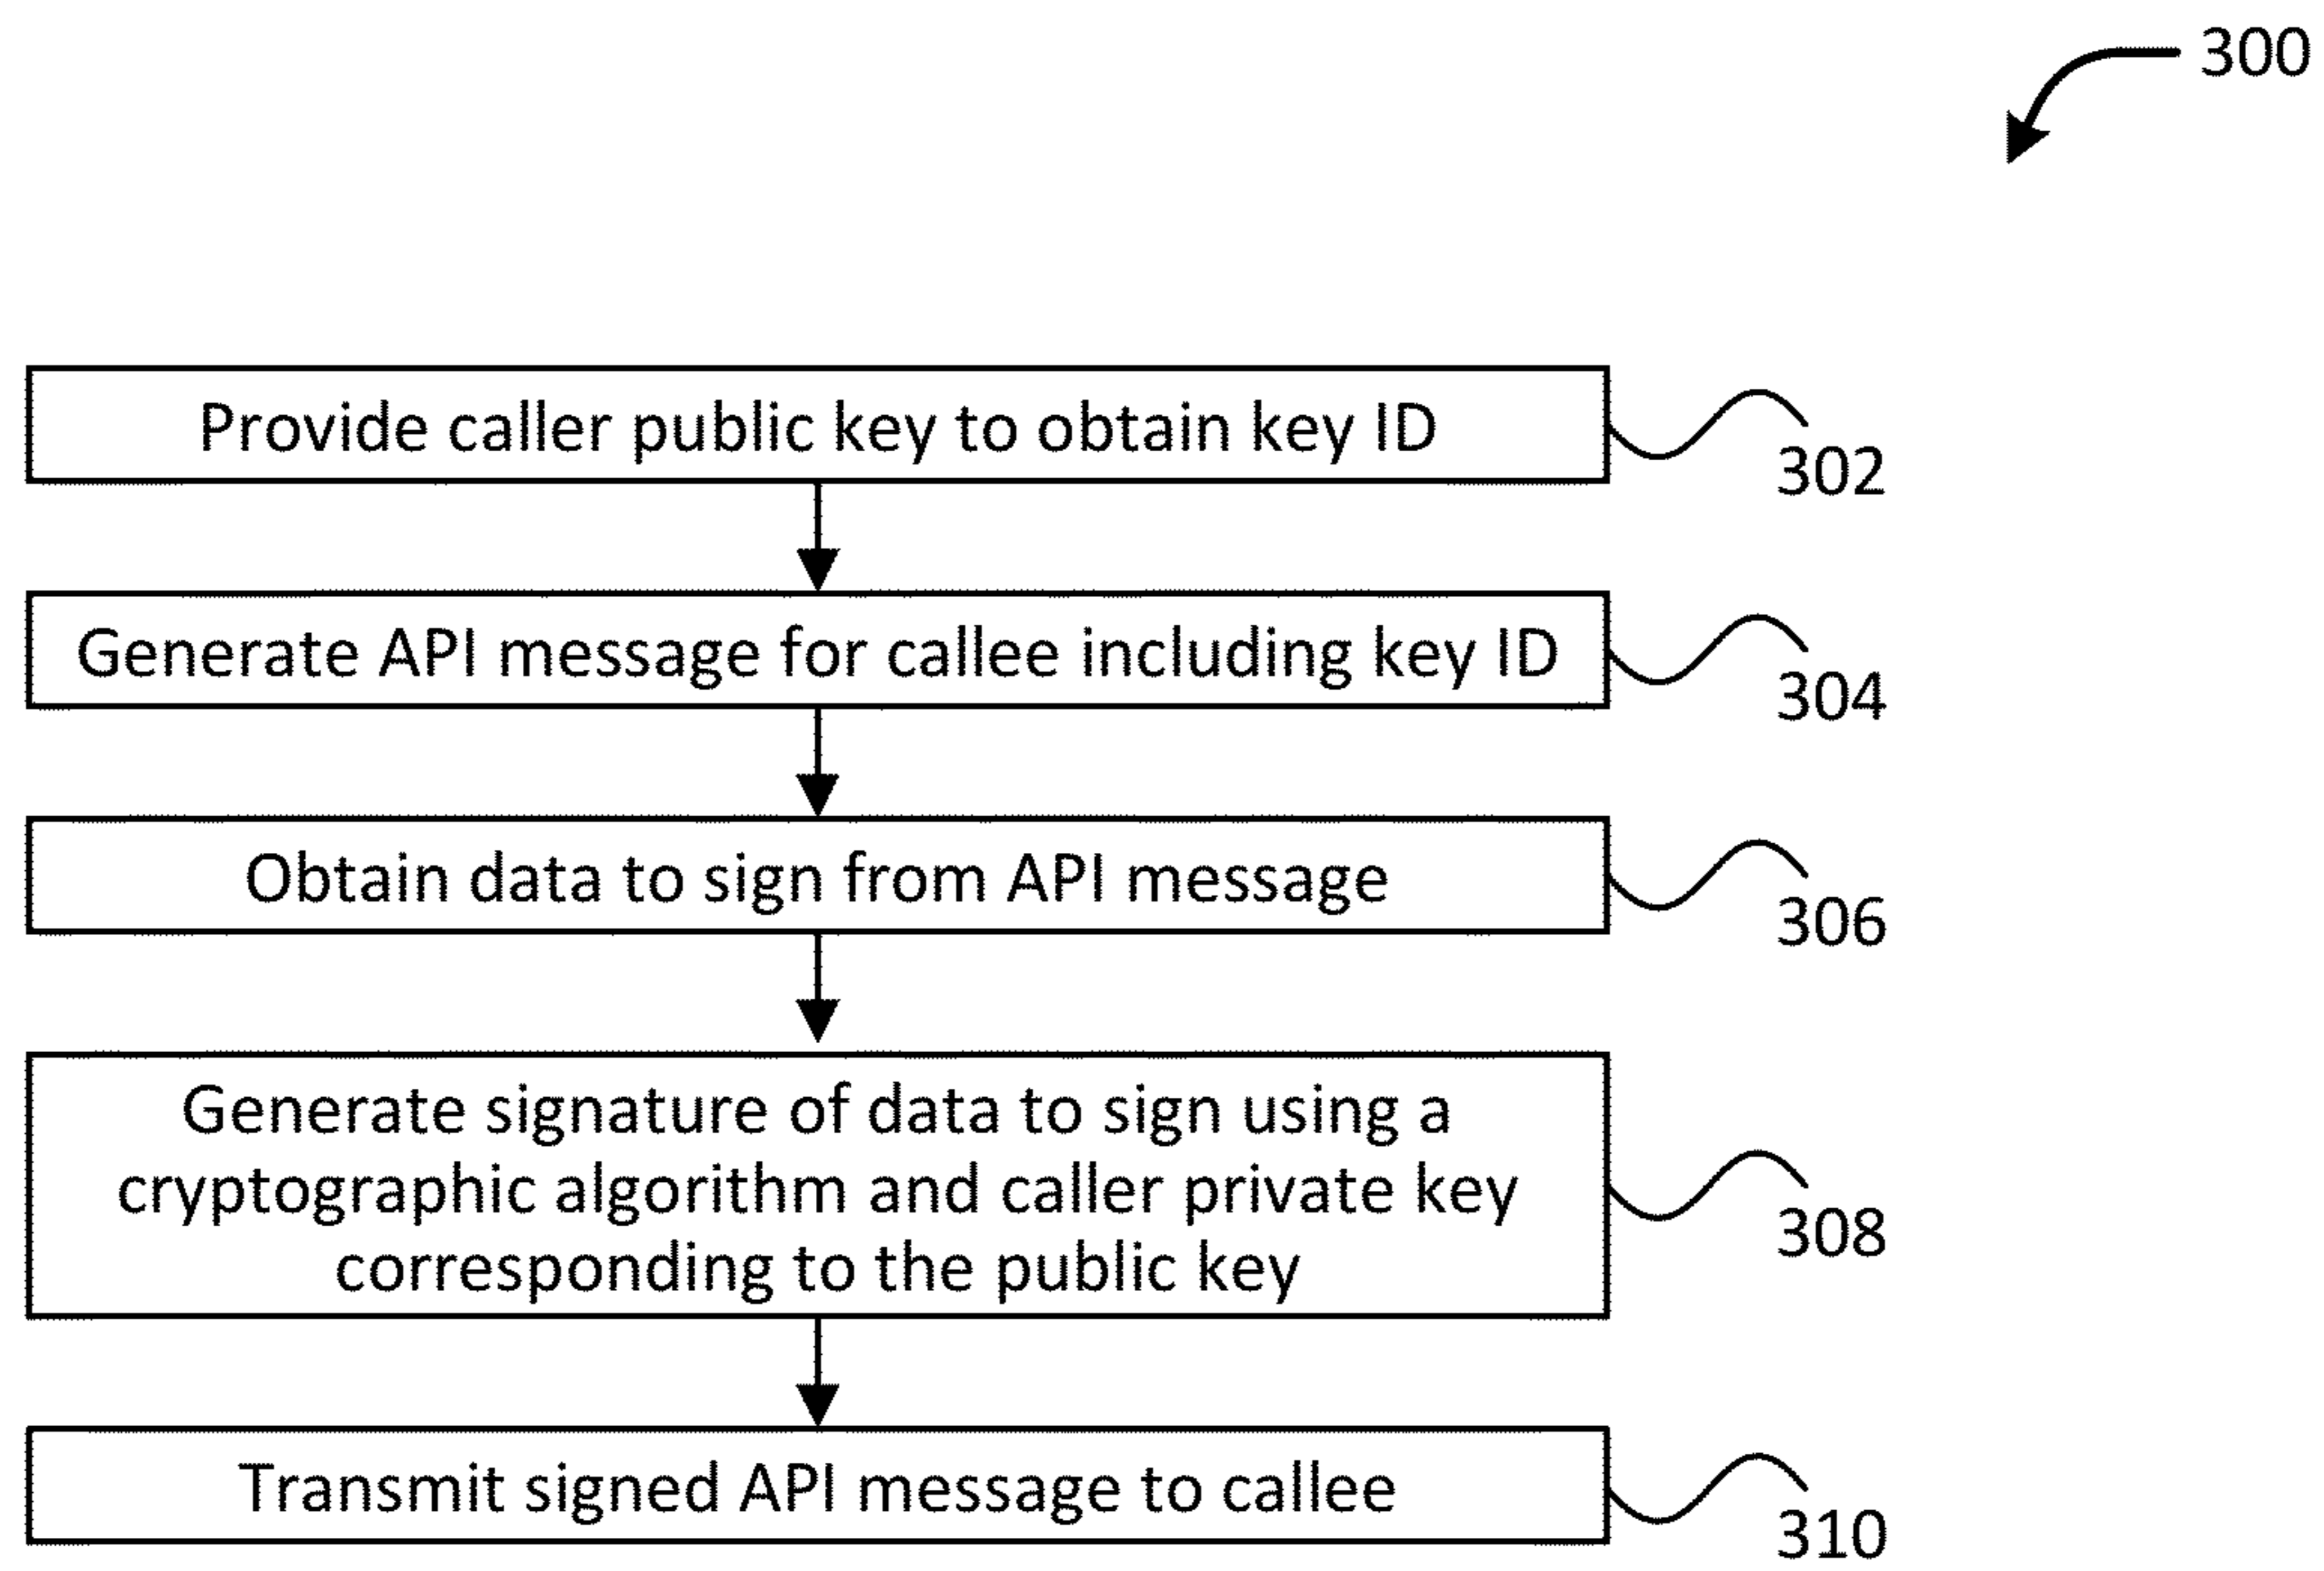 300
Provide caller public key to obtain key ID
302
Generate API message for callee including key ID
304
Obtain data to sign from API message
306
Generate signature of data to sign using a
cryptographic algorithm and caller private key
corresponding to the public key
308
Transmit signed API message to callee
310